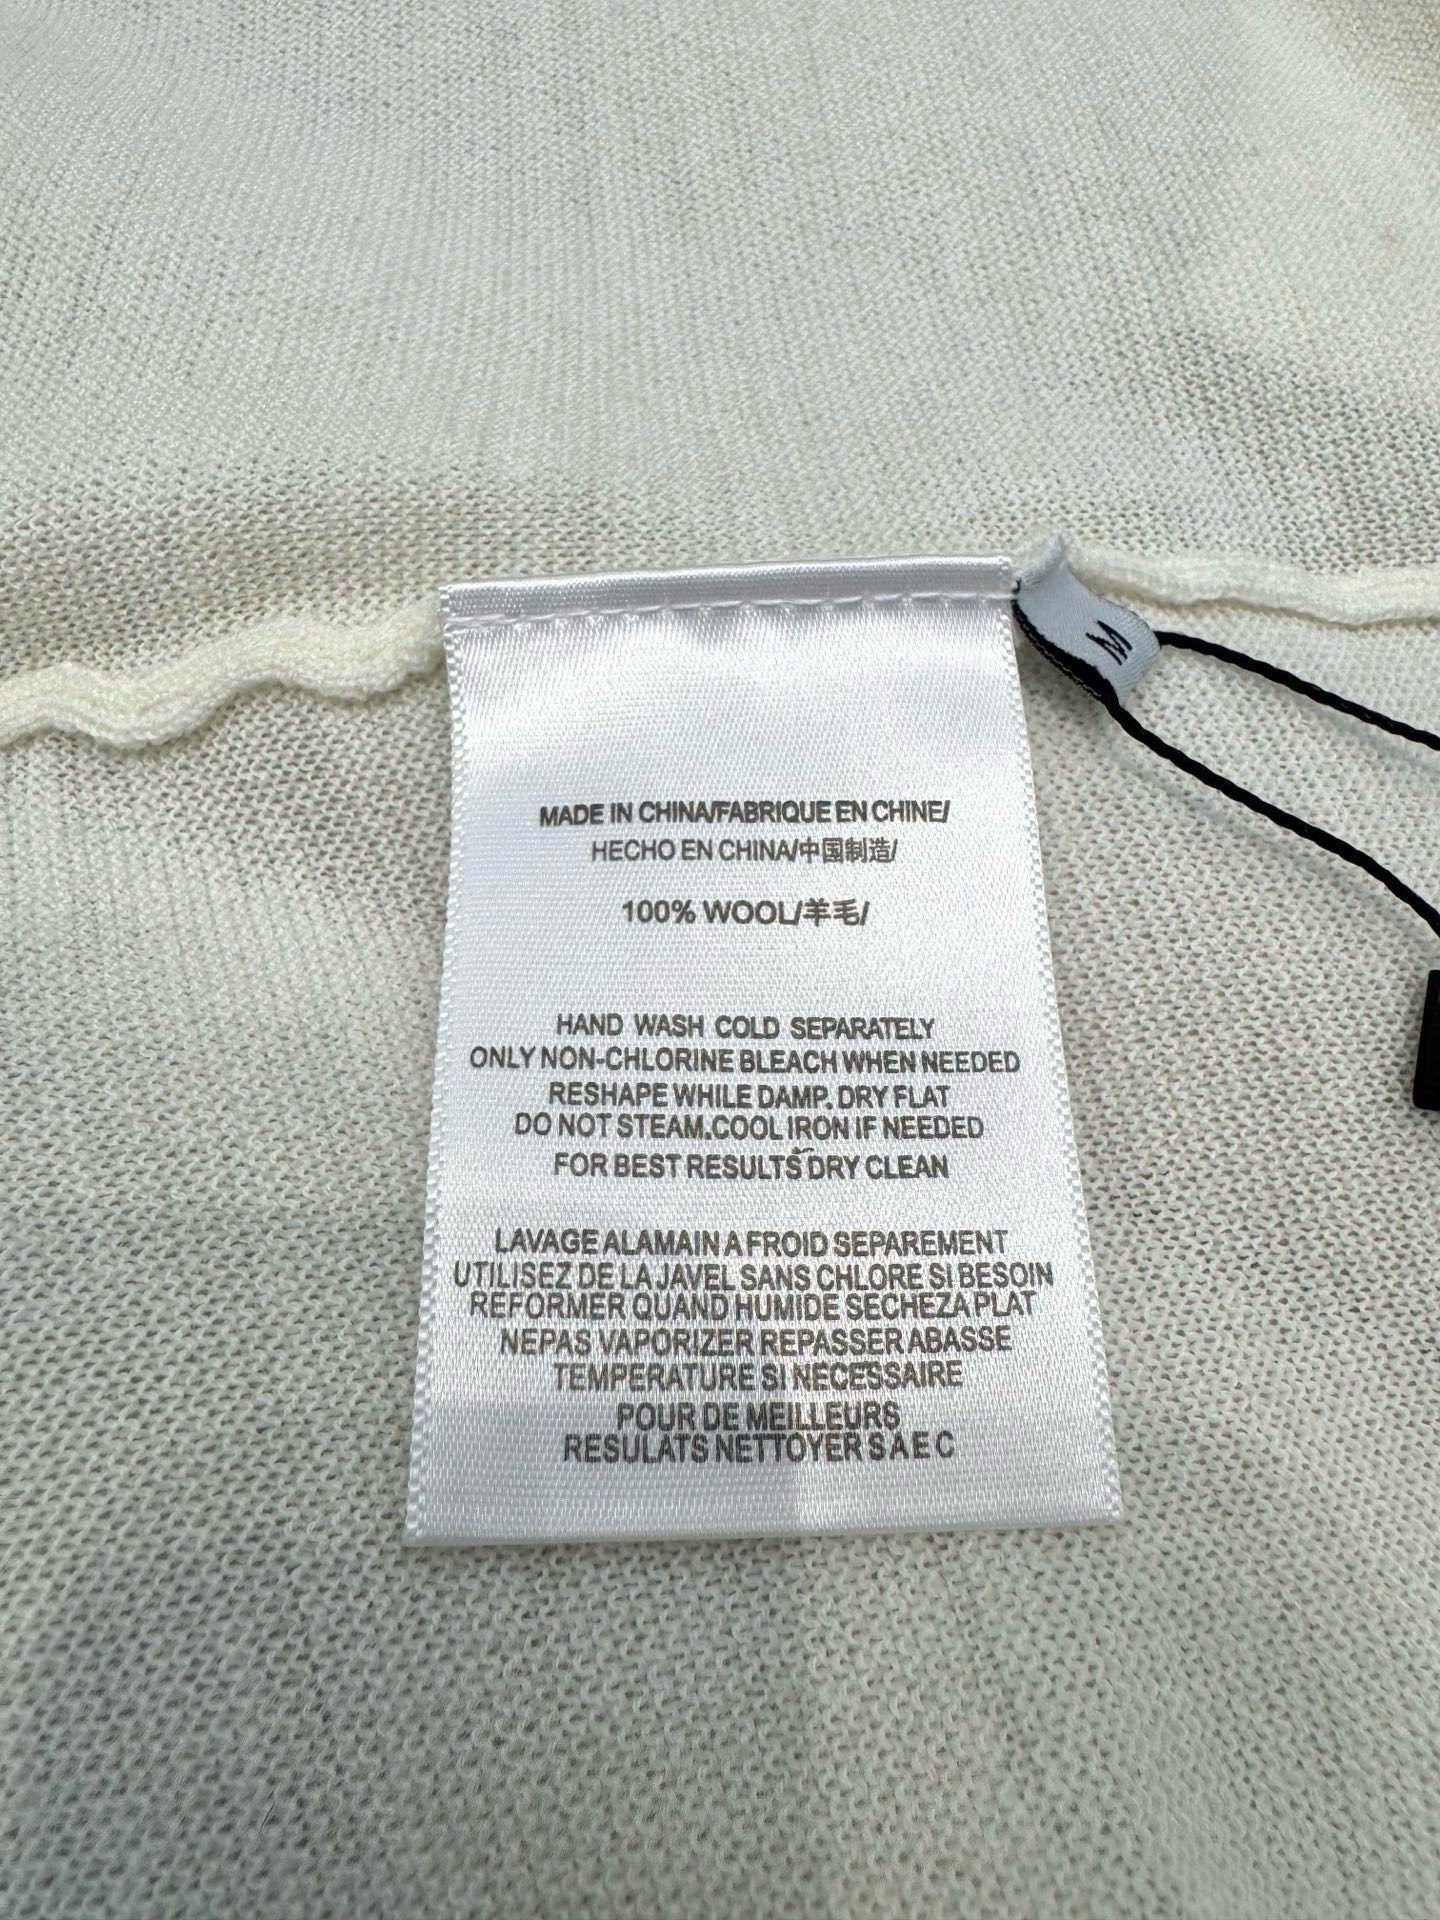 M
MADE IN CHINA/FABRIQUE EN CHINE/
HECHO EN CHINA/中国制造/
100% WOOL/羊毛/
HAND WASH COLD SEPARATELY
ONLY NON-CHLORINE BLEACH WHEN NEEDED
RESHAPE WHILE DAMP. DRY FLAT
DO NOT STEAM.COOL IRON IF NEEDED
FOR BEST RESULTS DRY CLEAN
LAVAGE ALAMAIN A FROID SEPAREMENT
UTILISEZ DE LA JAVEL SANS CHLORE SI BESOIN
REFORMER QUAND HUMIDE SECHEZ A PLAT
NEPAS VAPORIZER REPASSER ABASSE
TEMPERATURE SI NECESSAIRE
POUR DE MEILLEURS
RESULATS NETTOYER S A E C